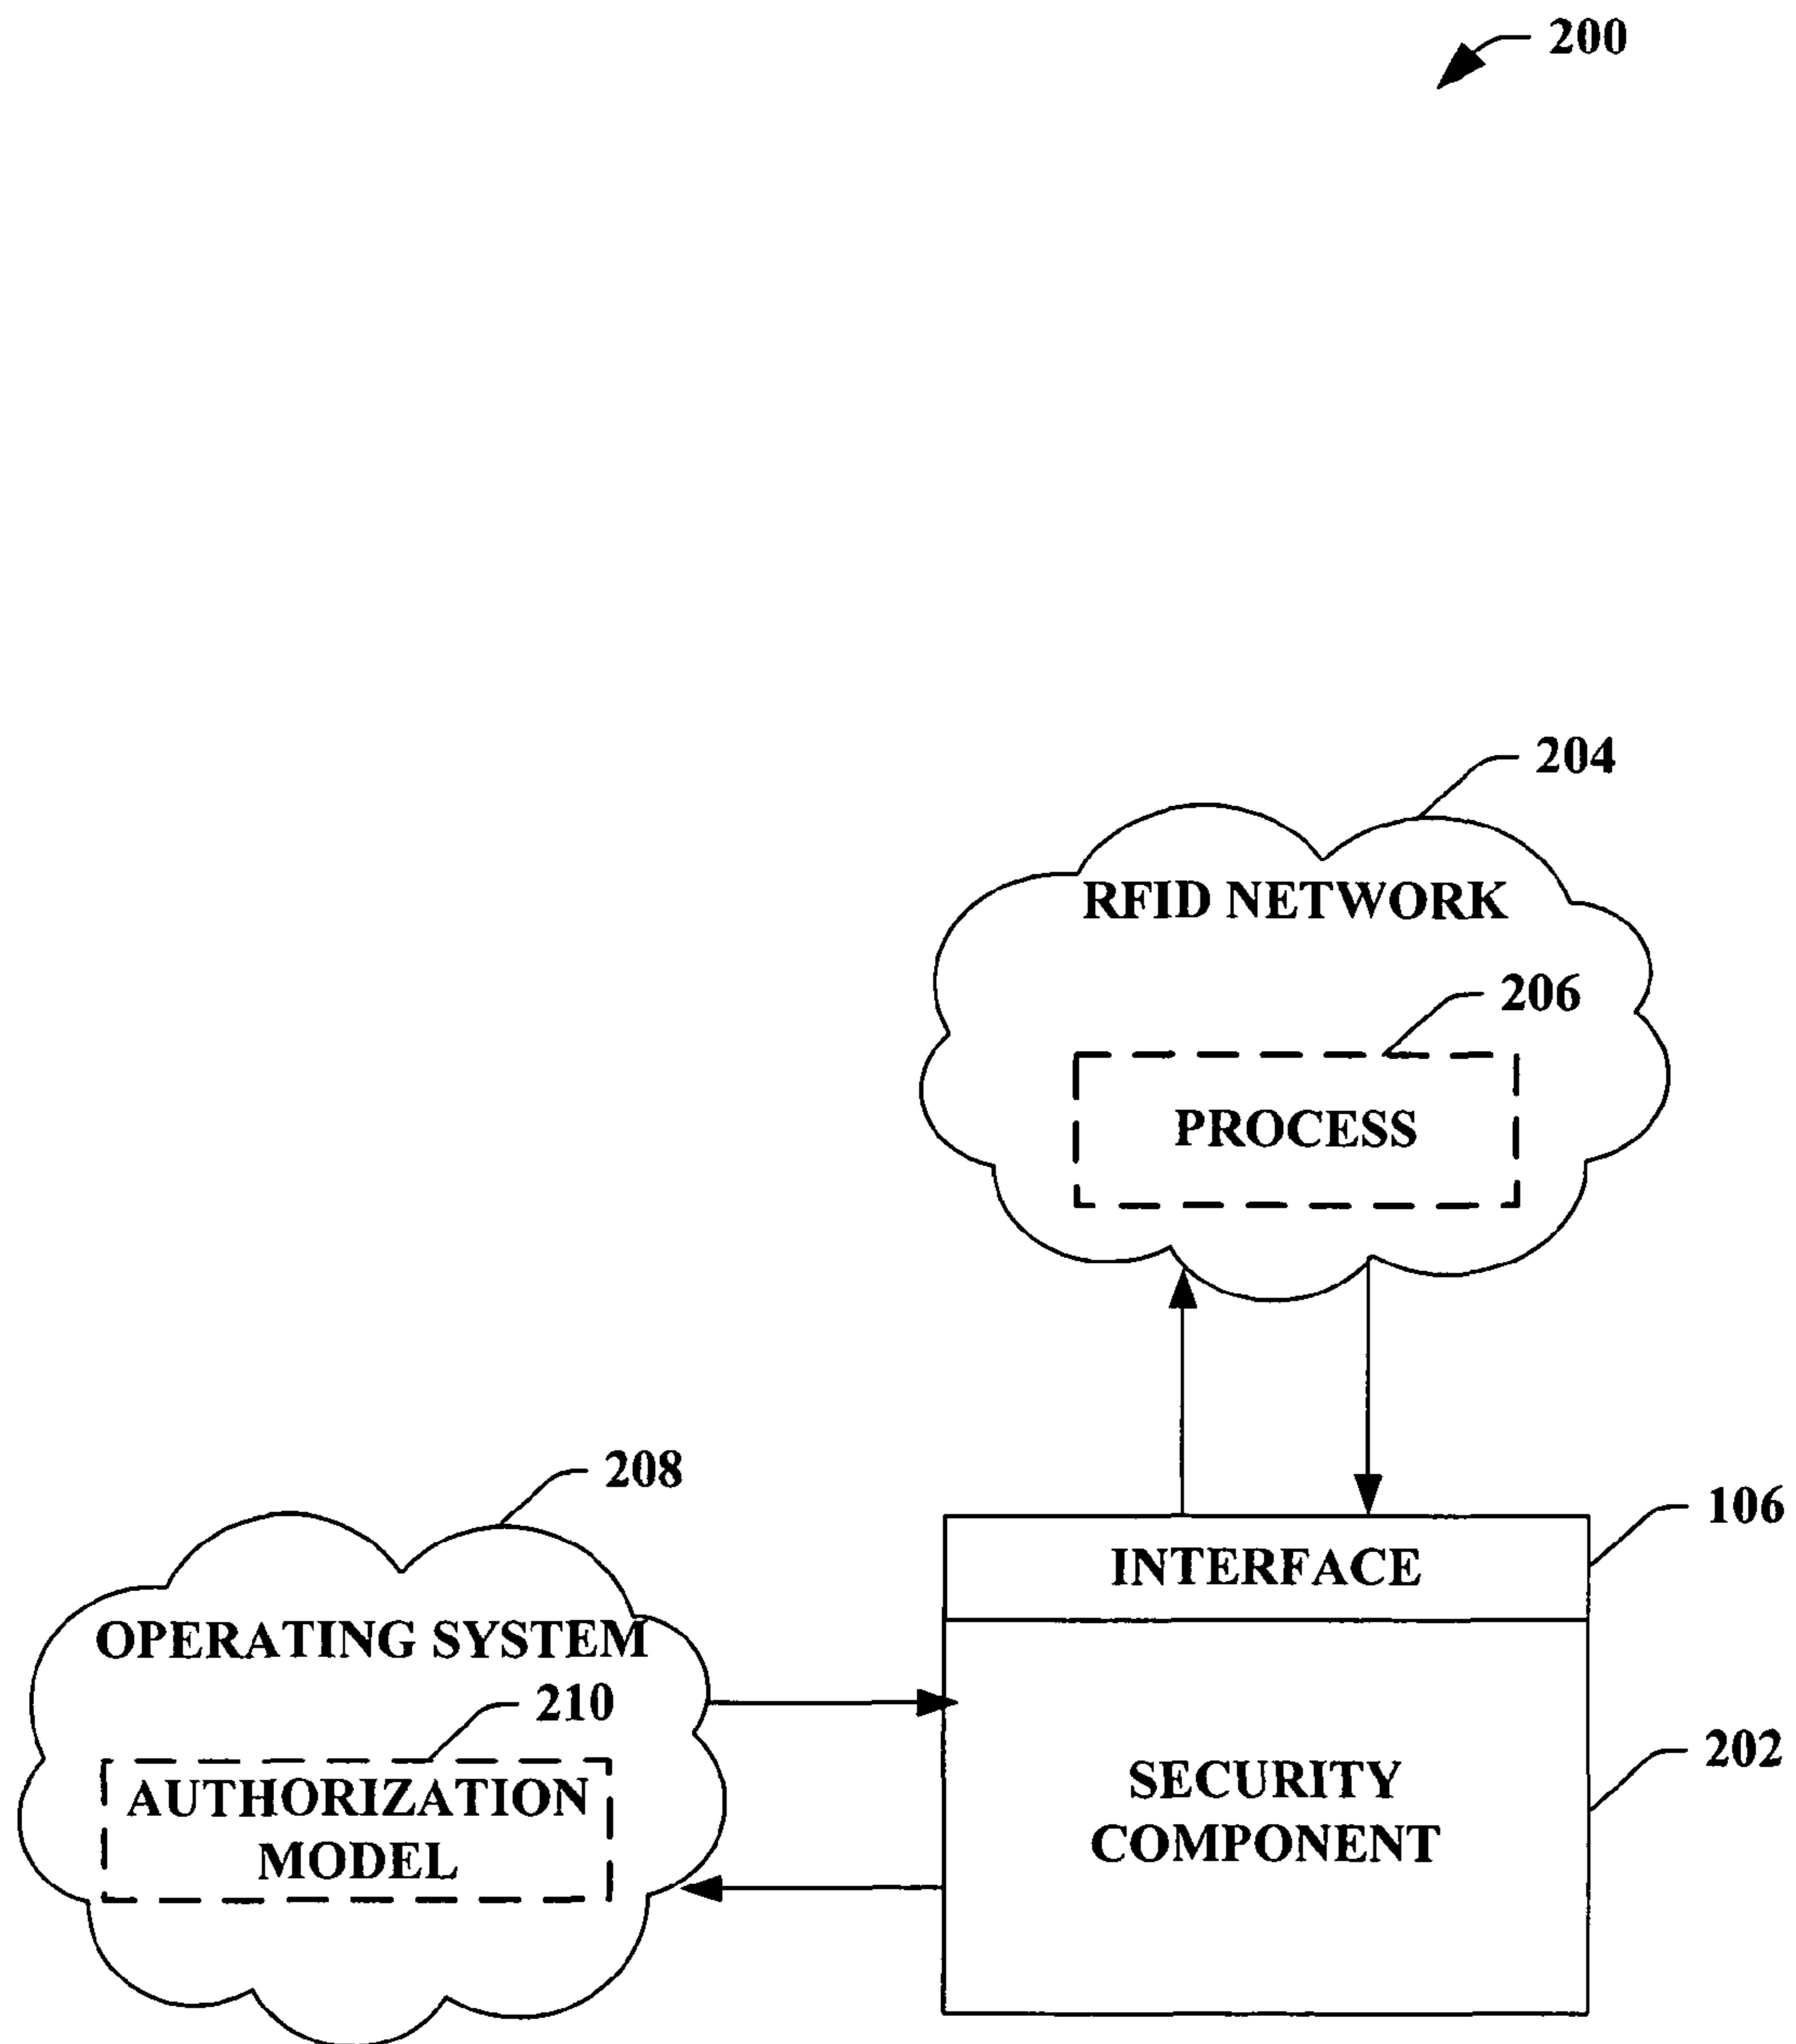 200
204
RFID NETWORK
206
PROCESS
208
106
INTERFACE
OPERATING SYSTEM
210
202
AUTHORIZATION
MODEL
SECURITY
COMPONENT